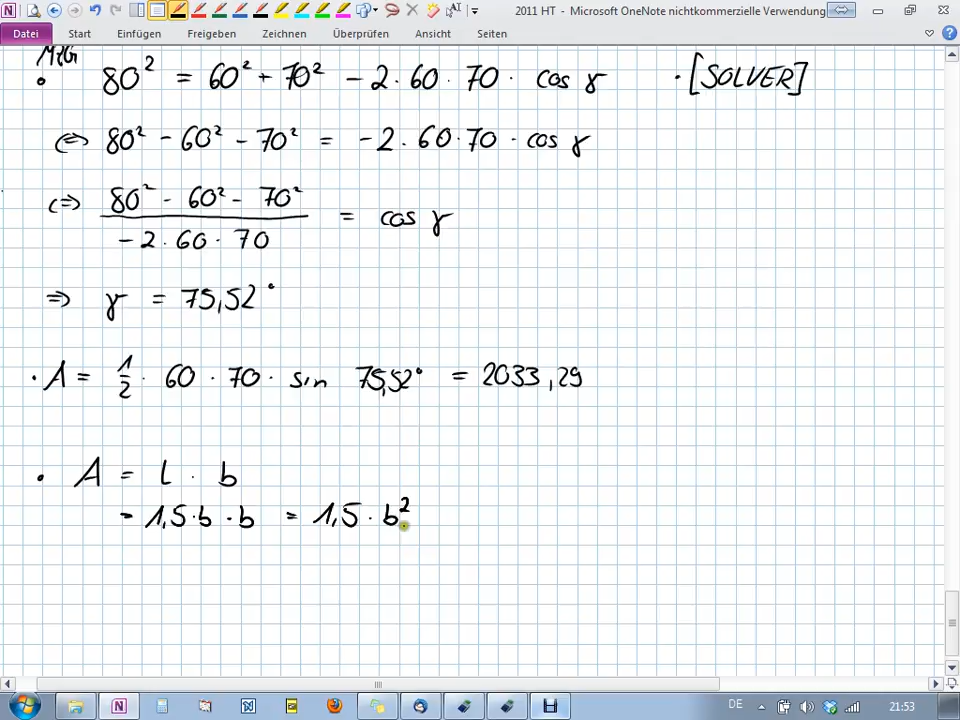 2011 HT - Microsoft OneNote nichtkommerzielle Verwendung
Datei Start Einfügen Freigeben Zeichnen Überprüfen Ansicht Seiten
• 80² = 60² + 70² - 2 · 60 · 70 · cos γ · [SOLVER]
⇔ 80² - 60² - 70² = -2 · 60 · 70 · cos γ
⇔ 80² - 60² - 70² / -2 · 60 · 70 = cos γ
⇒ γ = 75,52°
· A = 1/2 · 60 · 70 · sin 75,52° = 2033,29
• A = l · b
= 1,5 · b · b = 1,5 · b²
DE 21:53